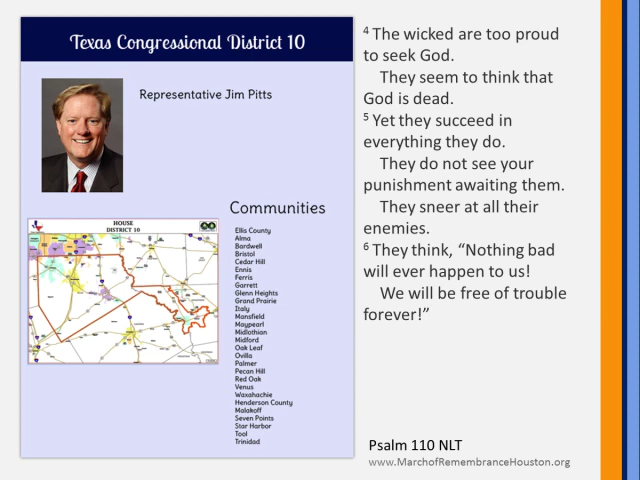 Texas Congressional District 10
Representative Jim Pitts
Communities
HOUSE
DISTRICT 10
Ellis County
Alma
Bardwell
Bristol
Cedar Hill
Ennis
Ferris
Garrett
Glenn Heights
Grand Prairie
Italy
Mansfield
Maypearl
Midlothian
Midford
Oak Leaf
Ovilla
Palmer
Pecan Hill
Red Oak
Venus
Waxahachie
Henderson County
Malakoff
Seven Points
Star Harbor
Tool
Trinidad
4 The wicked are too proud
to seek God.
They seem to think that
God is dead.
5 Yet they succeed in
everything they do.
They do not see your
punishment awaiting them.
They sneer at all their
enemies.
6 They think, “Nothing bad
will ever happen to us!
We will be free of trouble
forever!”
Psalm 110 NLT
www.MarchofRemembranceHouston.org